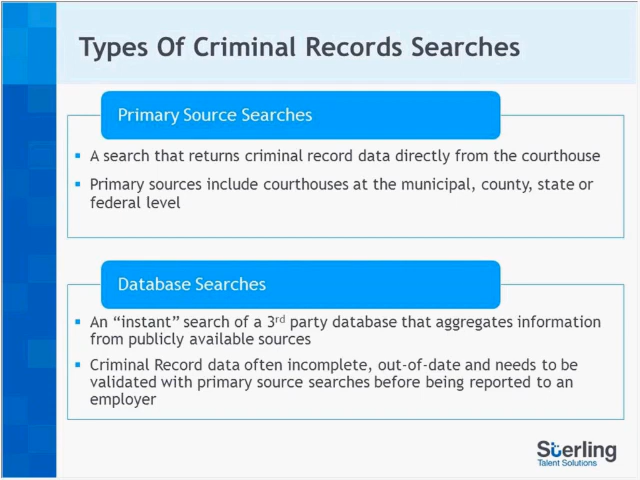 Types Of Criminal Records Searches
Primary Source Searches
▪ A search that returns criminal record data directly from the courthouse
▪ Primary sources include courthouses at the municipal, county, state or
federal level
Database Searches
▪ An “instant” search of a 3rd party database that aggregates information
from publicly available sources
▪ Criminal Record data often incomplete, out-of-date and needs to be
validated with primary source searches before being reported to an
employer
Sterling
Talent Solutions